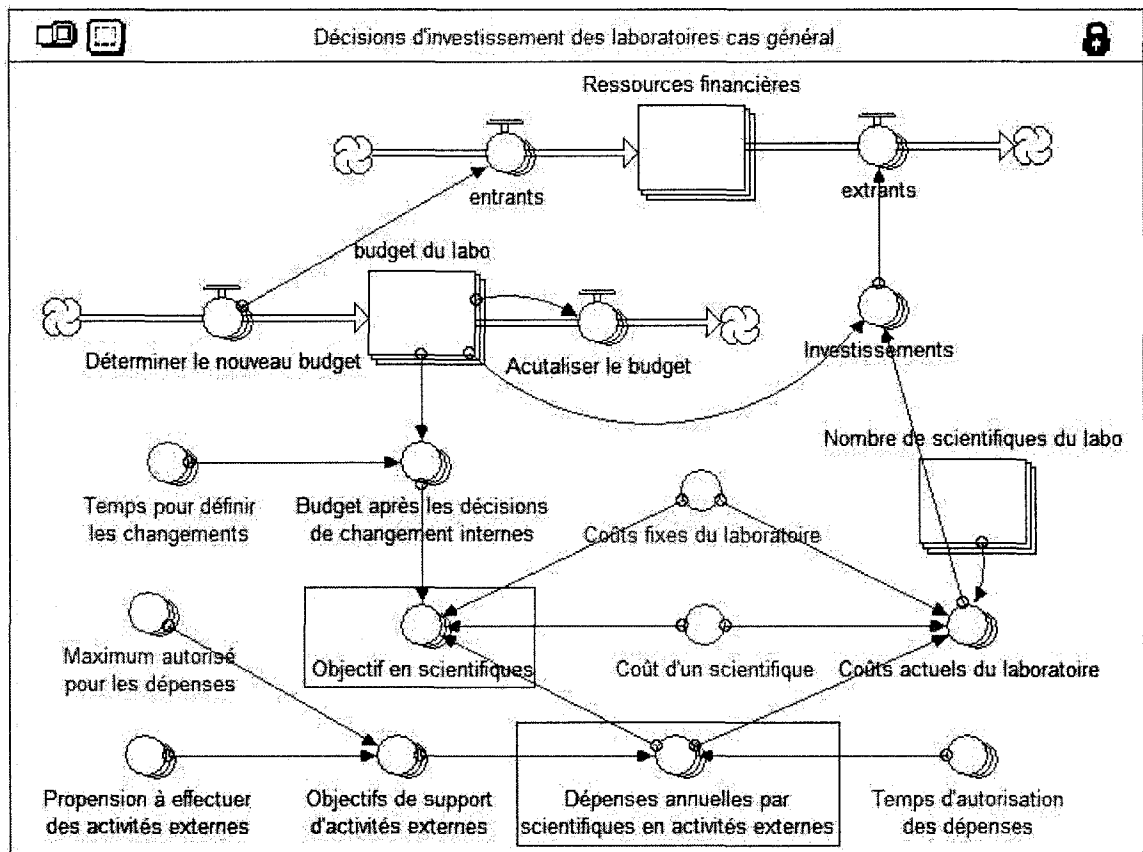 Décisions d'investissement des laboratoires cas général
Ressources financières
entrants
extrants
budget du labo
Déterminer le nouveau budget
Acutaliser le budget
Investissements
Nombre de scientifiques du labo
Temps pour définir
les changements
Budget après les décisions
de changement internes
Coûts fixes du laboratoire
Maximum autorisé
pour les dépenses
Objectif en scientifiques
Coût d'un scientifique
Coûts actuels du laboratoire
Propension à effectuer
des activités externes
Objectifs de support
d'activités externes
Dépenses annuelles par
scientifiques en activités externes
Temps d'autorisation
des dépenses